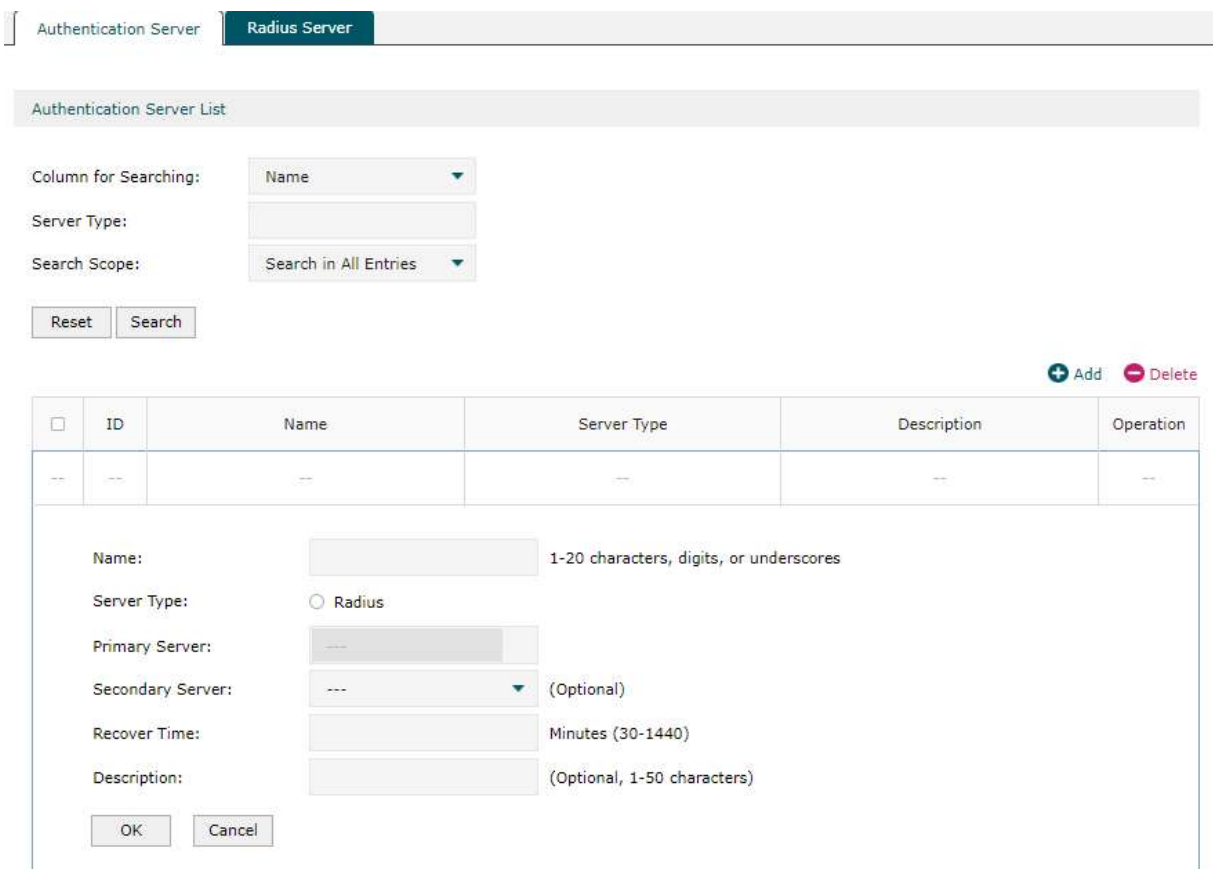 Authentication Server Radius Server
Authentication Server List
Column for Searching: Name
Server Type:
Search Scope: Search in All Entries
Reset Search
Add Delete
ID Name Server Type Description Operation
-- -- -- -- -- --
Name: 1-20 characters, digits, or underscores
Server Type: Radius
Primary Server: ---
Secondary Server: --- (Optional)
Recover Time: Minutes (30-1440)
Description: (Optional, 1-50 characters)
OK Cancel